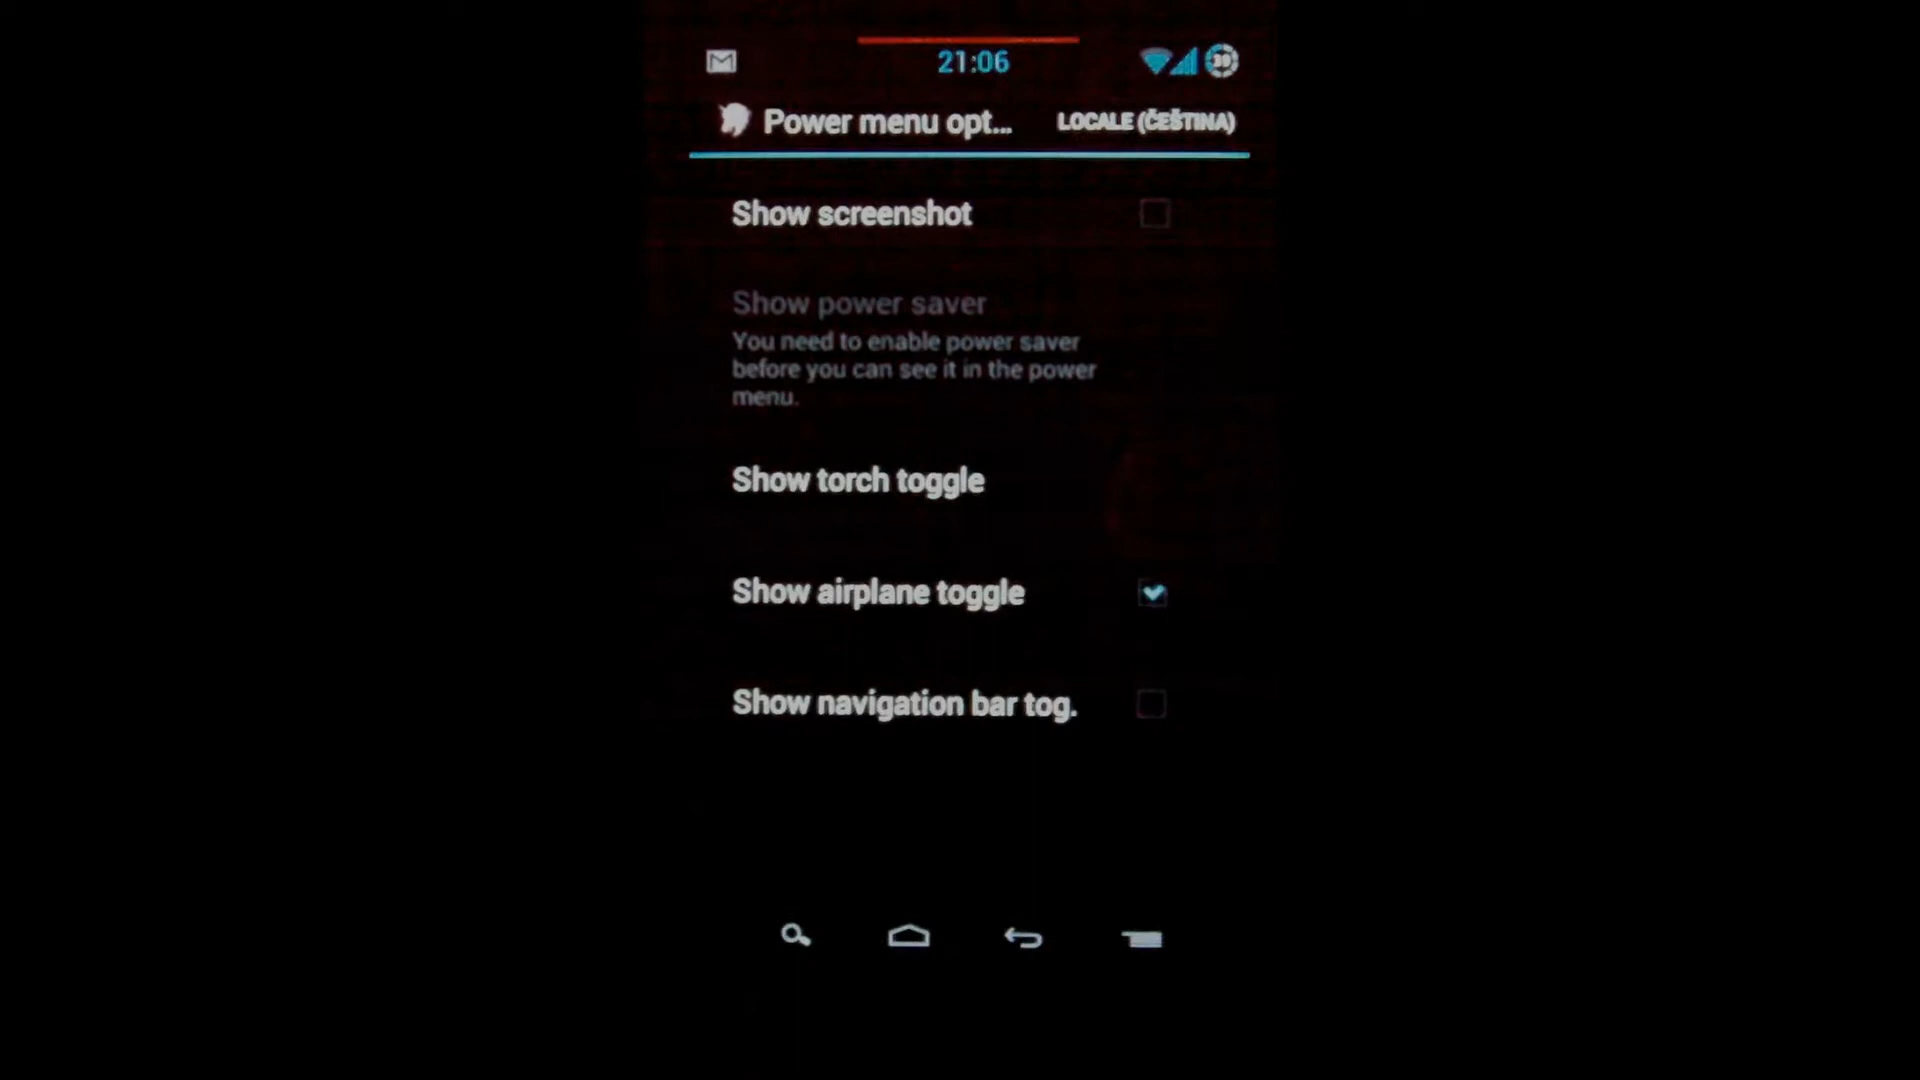 21:06
Power menu opt... LOCALE (ČEŠTINA)
Show screenshot
Show power saver
You need to enable power saver
before you can see it in the power
menu.
Show torch toggle
Show airplane toggle
Show navigation bar tog.